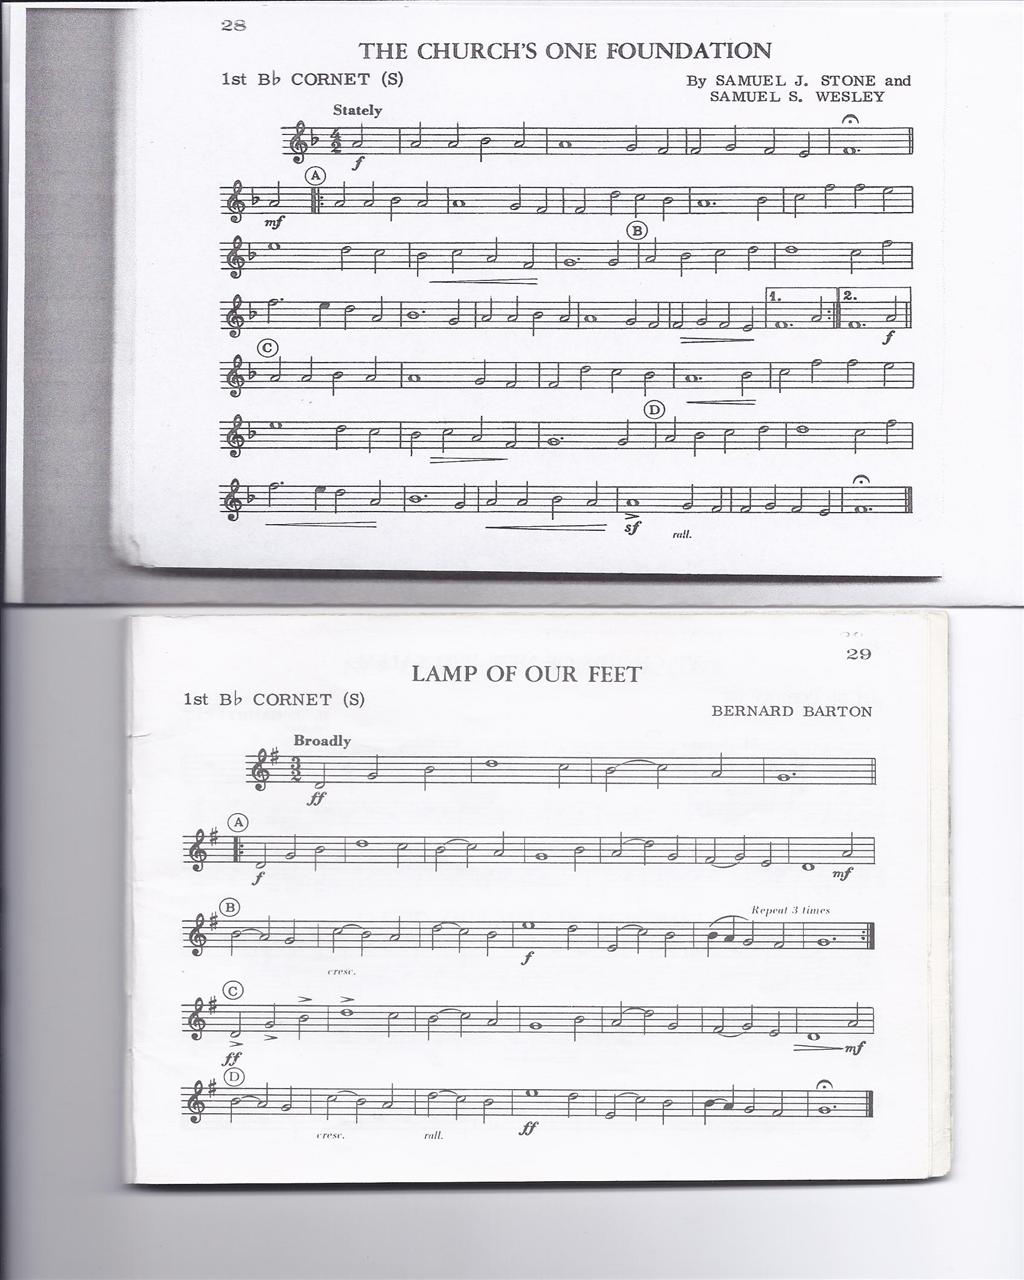 28
THE CHURCH'S ONE FOUNDATION
1st B♭ CORNET (S)
By SAMUEL J. STONE and
SAMUEL S. WESLEY
Stately
4
2
f
A
mf
B
1.
2.
f
C
D
sf
rall.
29
LAMP OF OUR FEET
1st B♭ CORNET (S)
BERNARD BARTON
Broadly
3
2
ff
A
f
mf
B
Repeat 3 times
cresc.
f
C
ff
mf
D
cresc.
rall.
ff